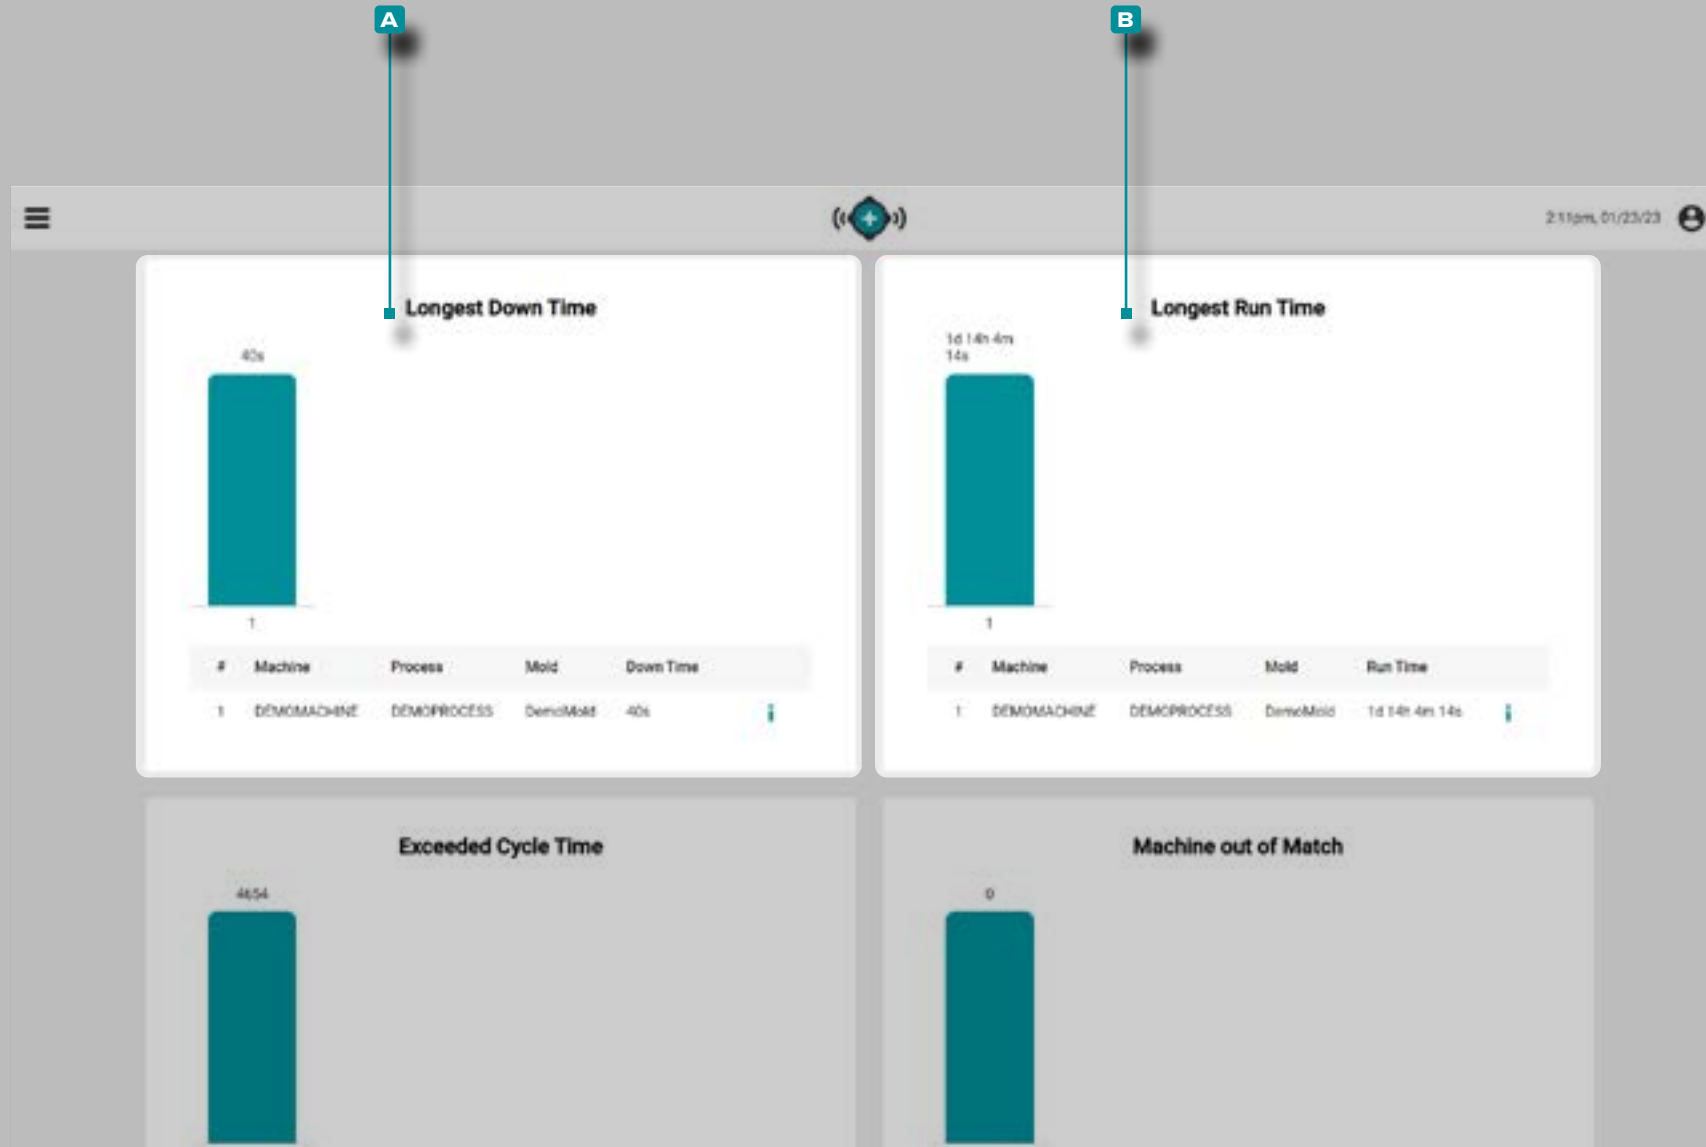 A
B
2:11pm, 01/23/23
Longest Down Time
40s
1
# Machine Process Mold Down Time
1 DEMOMACHINE DEMOPROCESS DemoMold 40s
Longest Run Time
1d 14h 4m
14s
1
# Machine Process Mold Run Time
1 DEMOMACHINE DEMOPROCESS DemoMold 1d 14h 4m 14s
Exceeded Cycle Time
4654
Machine out of Match
0